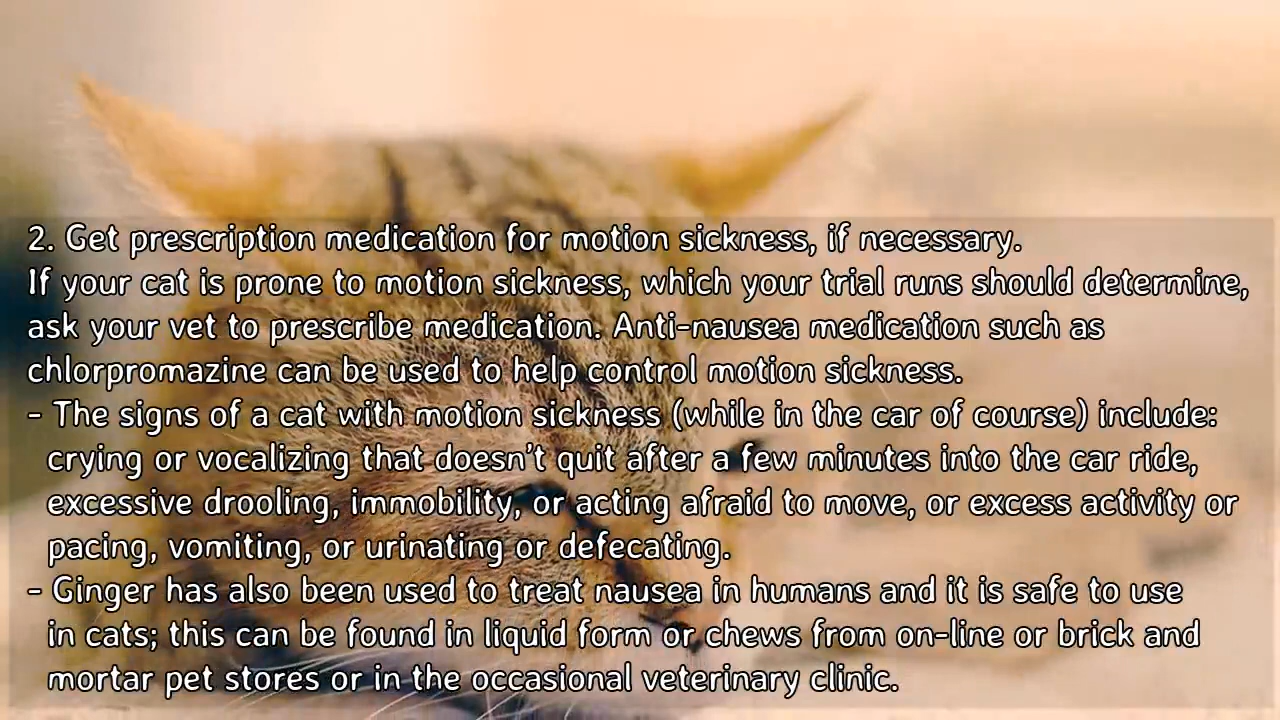 2. Get prescription medication for motion sickness, if necessary.
If your cat is prone to motion sickness, which your trial runs should determine,
ask your vet to prescribe medication. Anti-nausea medication such as
chlorpromazine can be used to help control motion sickness.
- The signs of a cat with motion sickness (while in the car of course) include:
crying or vocalizing that doesn't quit after a few minutes into the car ride,
excessive drooling, immobility, or acting afraid to move, or excess activity or
pacing, vomiting, or urinating or defecating.
- Ginger has also been used to treat nausea in humans and it is safe to use
in cats; this can be found in liquid form or chews from on-line or brick and
mortar pet stores or in the occasional veterinary clinic.